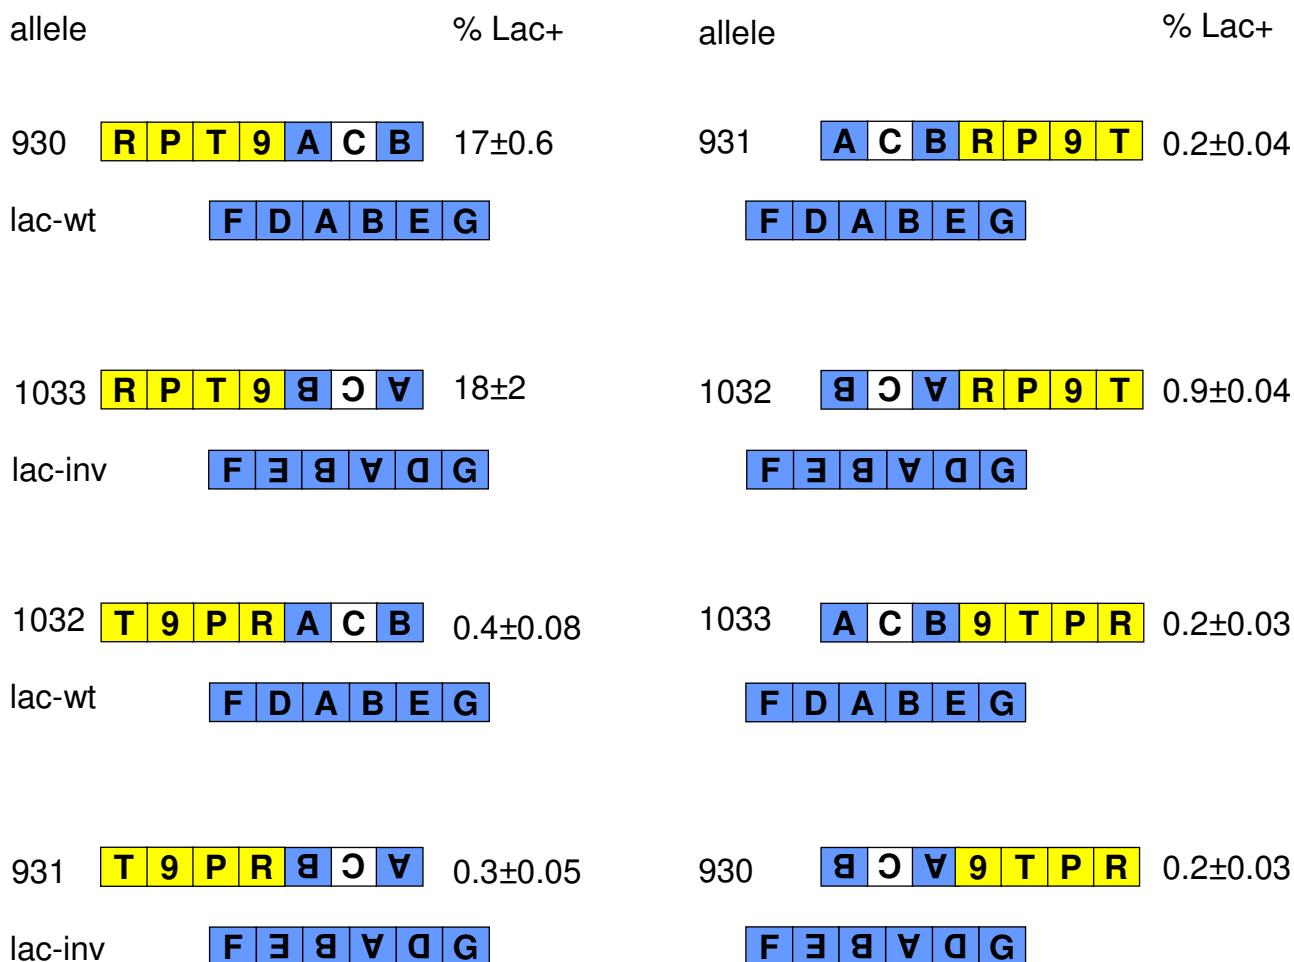 allele % Lac+ allele % Lac+
930 R P T 9 A C B 17±0.6 931 A C B R P 9 T 0.2±0.04
lac-wt F D A B E G F D A B E G
1033 R P T 9 B C A 18±2 1032 B C A R P 9 T 0.9±0.04
lac-inv F E B A D G F E B A D G
1032 T 9 P R A C B 0.4±0.08 1033 A C B 9 T P R 0.2±0.03
lac-wt F D A B E G F D A B E G
931 T 9 P R B C A 0.3±0.05 930 B C A 9 T P R 0.2±0.03
lac-inv F E B A D G F E B A D G